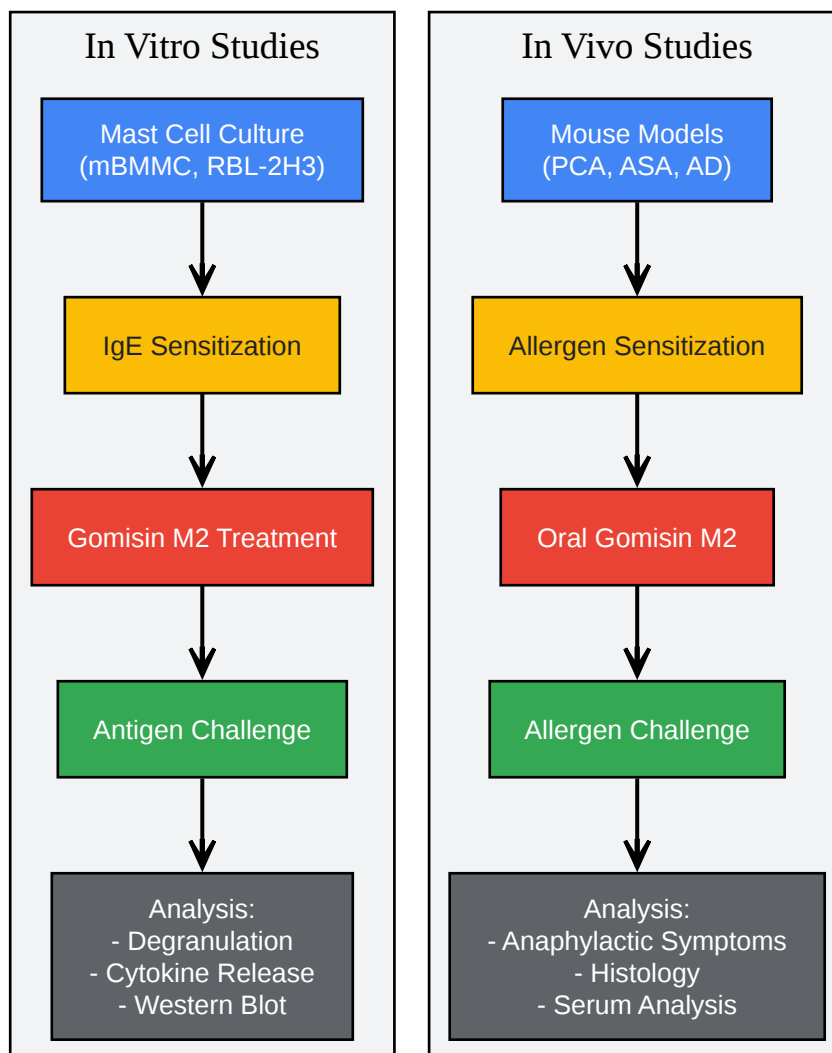 In Vitro Studies
Mast Cell Culture
(mBMMC, RBL-2H3)
IgE Sensitization
Gomisin M2 Treatment
Antigen Challenge
Analysis:
- Degranulation
- Cytokine Release
- Western Blot
In Vivo Studies
Mouse Models
(PCA, ASA, AD)
Allergen Sensitization
Oral Gomisin M2
Allergen Challenge
Analysis:
- Anaphylactic Symptoms
- Histology
- Serum Analysis